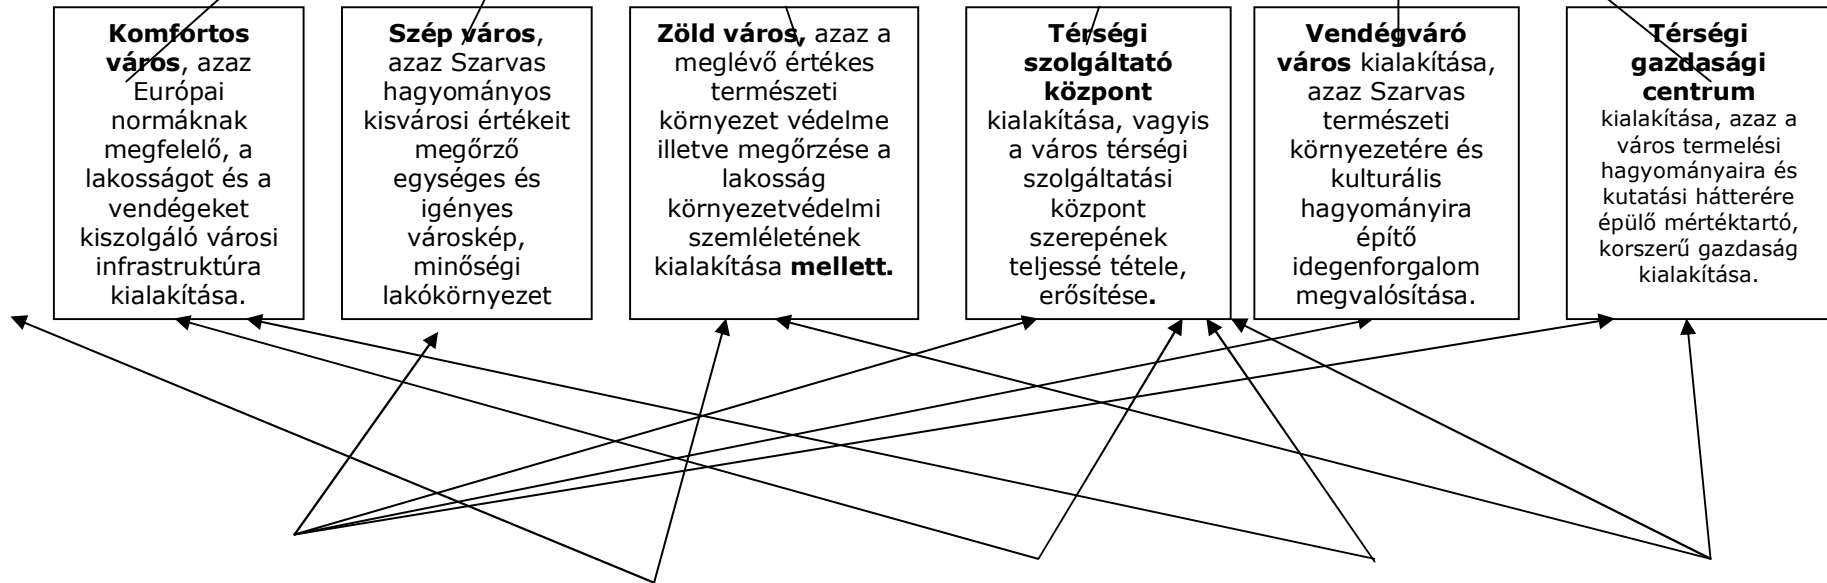 Komfortos
város, azaz
Európai
normáknak
megfelelő, a
lakosságot és a
vendégeket
kiszolgáló városi
infrastruktúra
kialakítása.
Szép város,
azaz Szarvas
hagyományos
kisvárosi értékeit
megőrző
egységes és
igényes
városkép,
minőségi
lakókörnyezet
Zöld város, azaz a
meglévő értékes
természeti
környezet védelme
illetve megőrzése a
lakosság
környezetvédelmi
szemléletének
kialakítása mellett.
Térségi
szolgáltató
központ
kialakítása, vagyis
a város térségi
szolgáltatási
központ
szerepének
teljessé tétele,
erősítése.
Vendégváró
város kialakítása,
azaz Szarvas
természeti
környezetére és
kulturális
hagyományira
építő
idegenforgalom
megvalósítása.
Térségi
gazdasági
centrum
kialakítása, azaz a
város termelési
hagyományaira és
kutatási hátterére
épülő mértéktartó,
korszerű gazdaság
kialakítása.